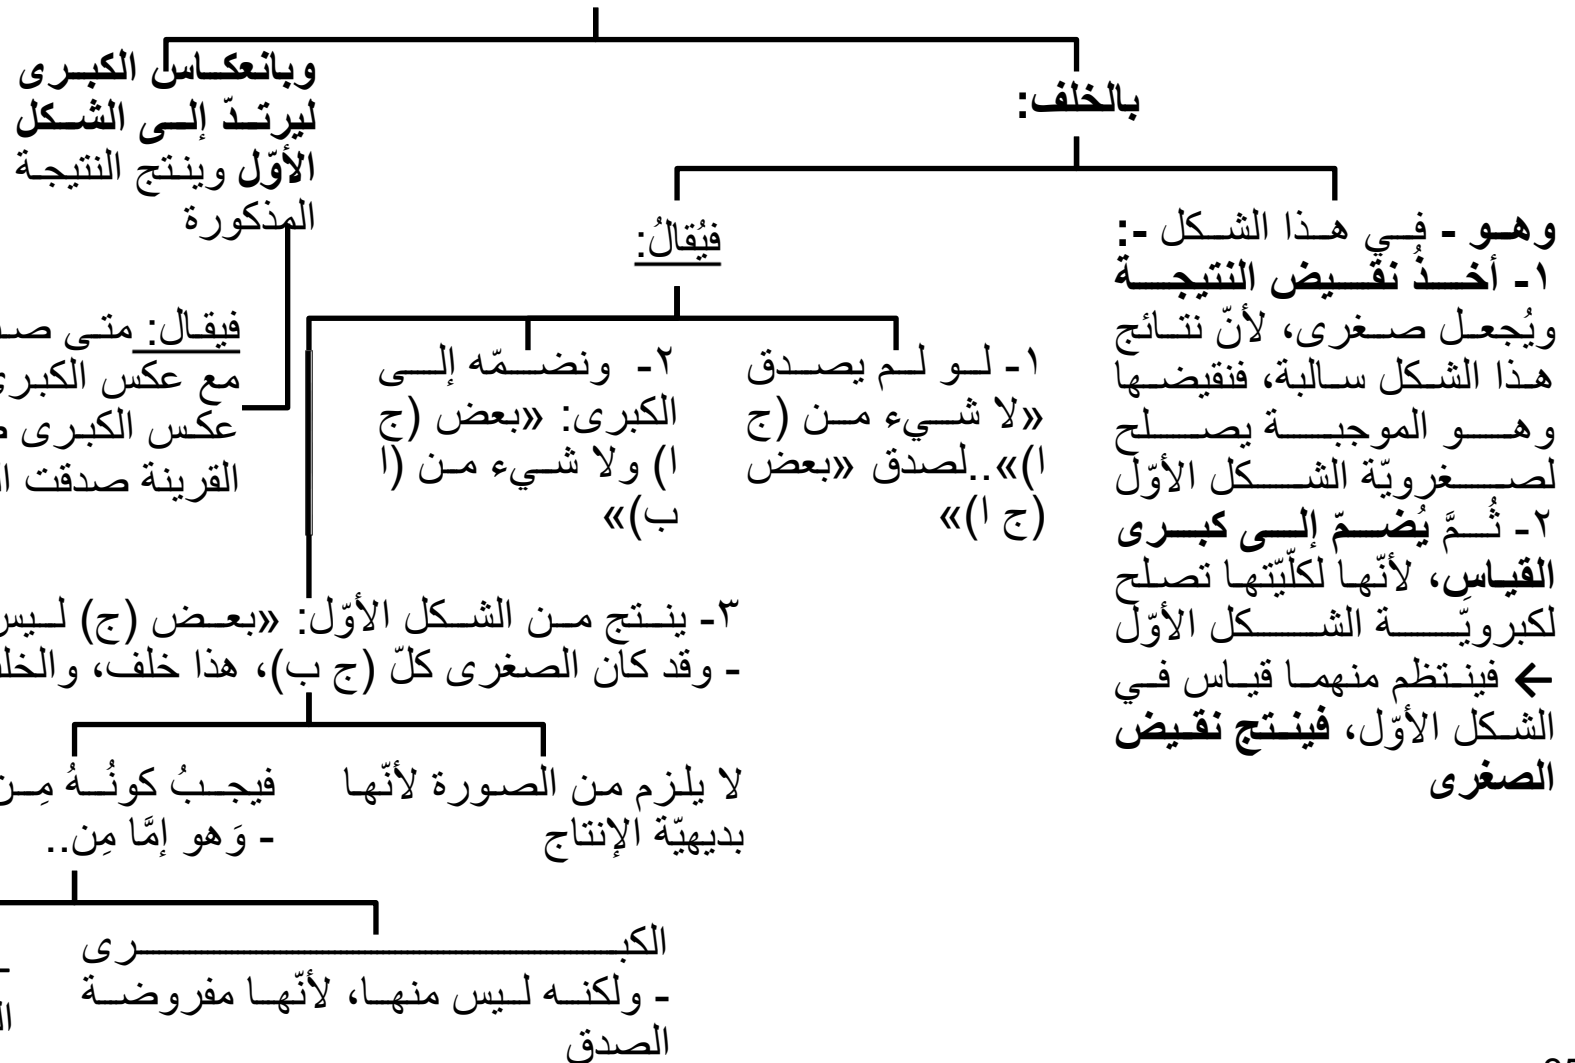 بالخلف:
وهو - في هذا الشكل -:
١- أخذُ نقيض النتيجة
ويُجعل صغرى، لأنّ نتائج
هذا الشكل سالبة، فنقيضها
وهو الموجبة يصلح
لصغرويّة الشكل الأوّل
٢- ثُمَّ يُضمّ إلى كبرى
القياسِ، لأنّها لكلّيّتها تصلح
لكبرويّة الشكل الأوّل
← فينتظم منهما قياس في
الشكل الأوّل، فينتج نقيض
الصغرى
فيُقالُ:
١- لو لم يصدق
«لا شيء من (ج
ا)»..لصدق «بعض
(ج ا)»
٢- ونضمّه إلى
الكبرى: «بعض (ج
ا) ولا شيء من (ا
ب)»
٣- ينتج من الشكل الأوّل: «بعض (ج)
- وقد كان الصغرى كلّ (ج ب)، هذا خلف،
لا يلزم من الصورة لأنّها
بديهيّة الإنتاج
فيجبُ كونُهُ
- وَهو إمَّا مِن..
الكبرى
- ولكنه ليس منها، لأنّها مفروضة
الصدق
وبانعكاس الكبرى
ليرتدّ إلى الشكل
الأوّل وينتج النتيجة
المذكورة
فيقال: متى
مع عكس
عكس الكبرى
القرينة صدقت